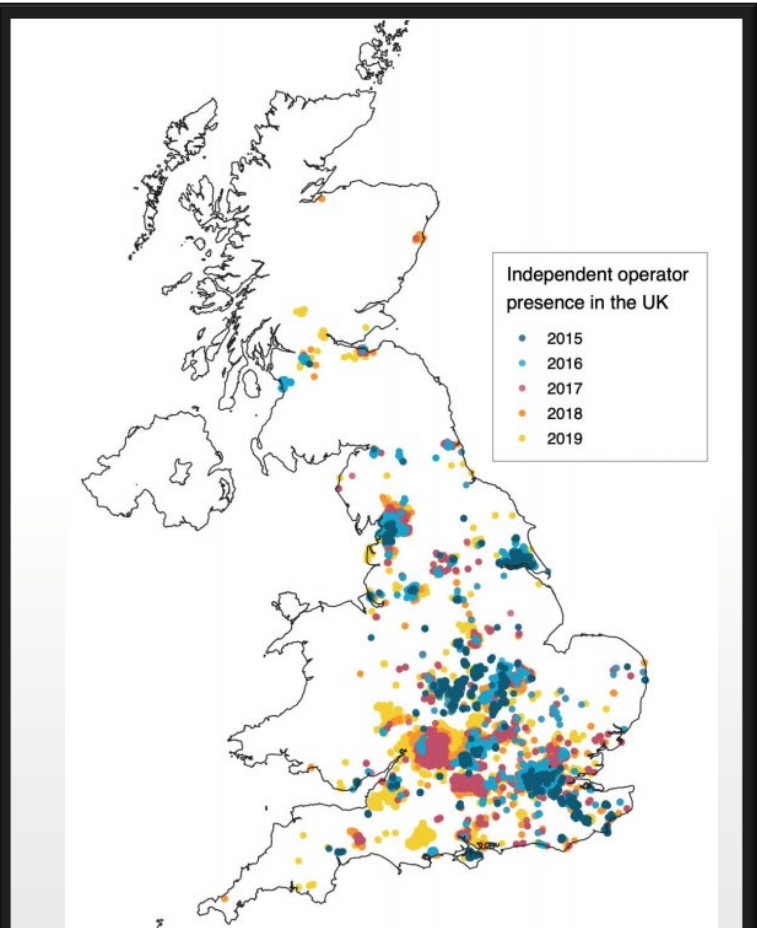 Independent operator
presence in the UK
2015
2016
2017
2018
2019